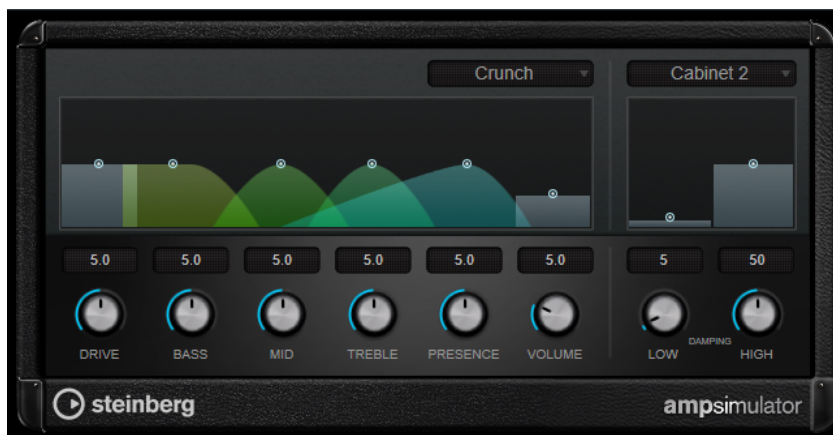 Crunch Cabinet 2
5.0 5.0 5.0 5.0 5.0 5.0 5 50
DRIVE BASS MID TREBLE PRESENCE VOLUME LOW DAMPING HIGH
steinberg ampsimulator